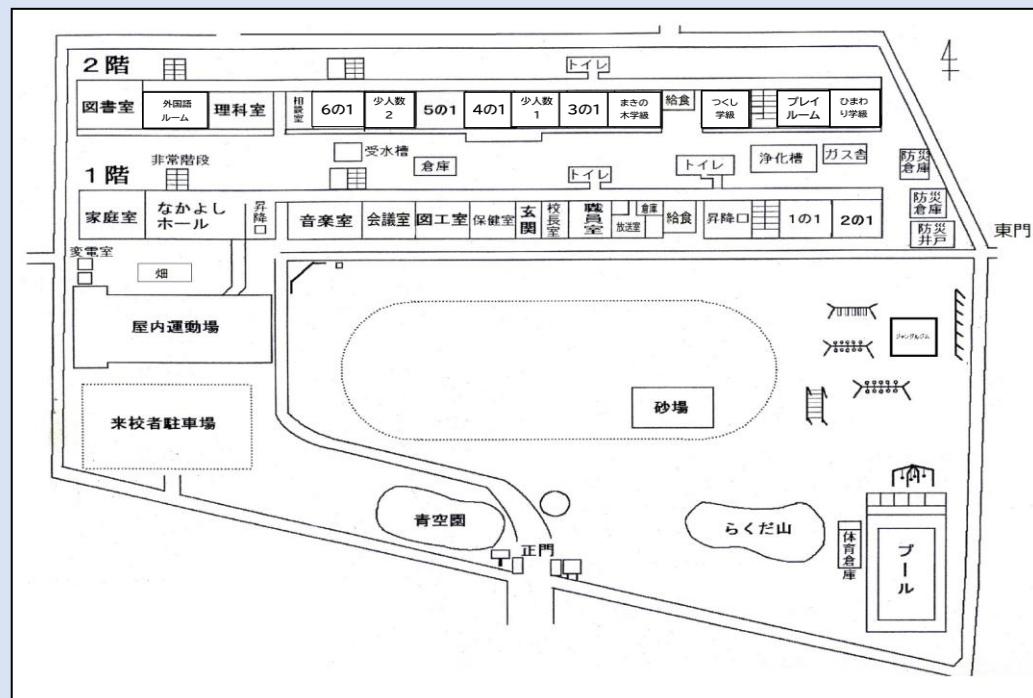 2階
トイレ
図書室
外国語
ルーム
理科室
相談室
6の1
少人数
2
5の1
4の1
少人数
1
3の1
まきの
木学級
給食
つくし
学級
プレイ
ルーム
ひまわ
り学級
受水槽
倉庫
非常階段
1階
トイレ
トイレ
浄化槽
ガス舎
防災
倉庫
家庭室
なかよし
ホール
昇降口
音楽室
会議室
図工室
保健室
玄関
校長室
職員室
放送室
倉庫
給食
昇降口
1の1
2の1
防災
倉庫
防災
井戸
東門
変電室
畑
屋内運動場
ジャングルジム
砂場
来校者駐車場
青空園
正門
らくだ山
体育倉庫
プール